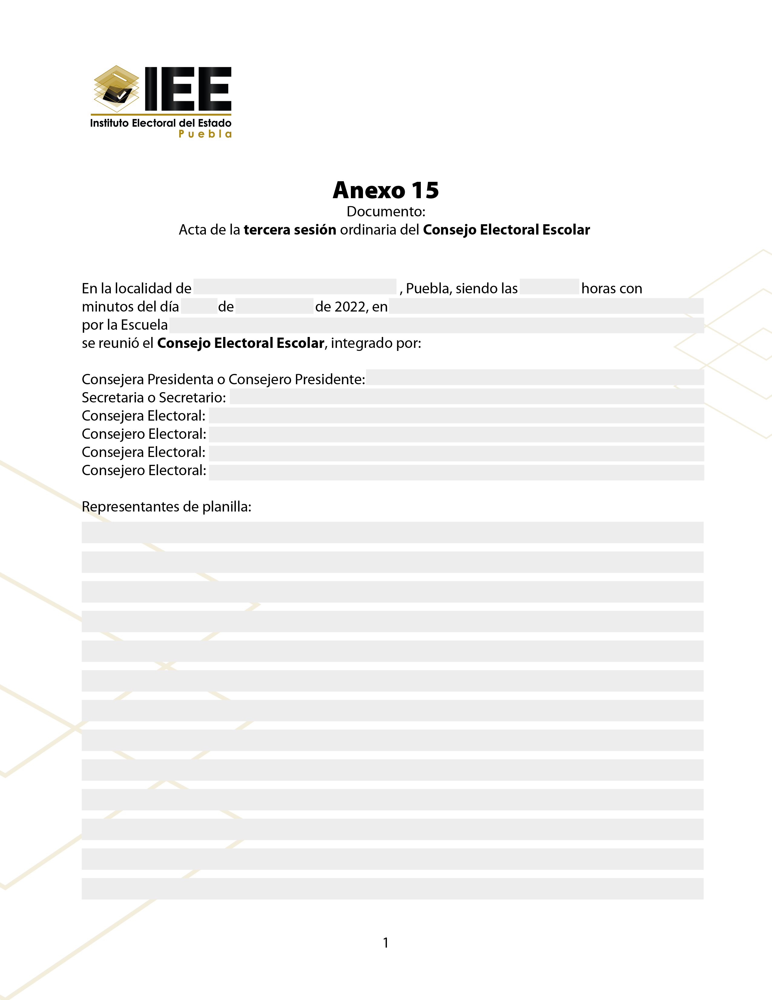 IEE
Instituto Electoral del Estado
Puebla
Anexo 15
Documento:
Acta de la tercera sesión ordinaria del Consejo Electoral Escolar
En la localidad de , Puebla, siendo las horas con
minutos del día de de 2022, en
por la Escuela
se reunió el Consejo Electoral Escolar, integrado por:
Consejera Presidenta o Consejero Presidente:
Secretaria o Secretario:
Consejera Electoral:
Consejero Electoral:
Consejera Electoral:
Consejero Electoral:
Representantes de planilla:
1